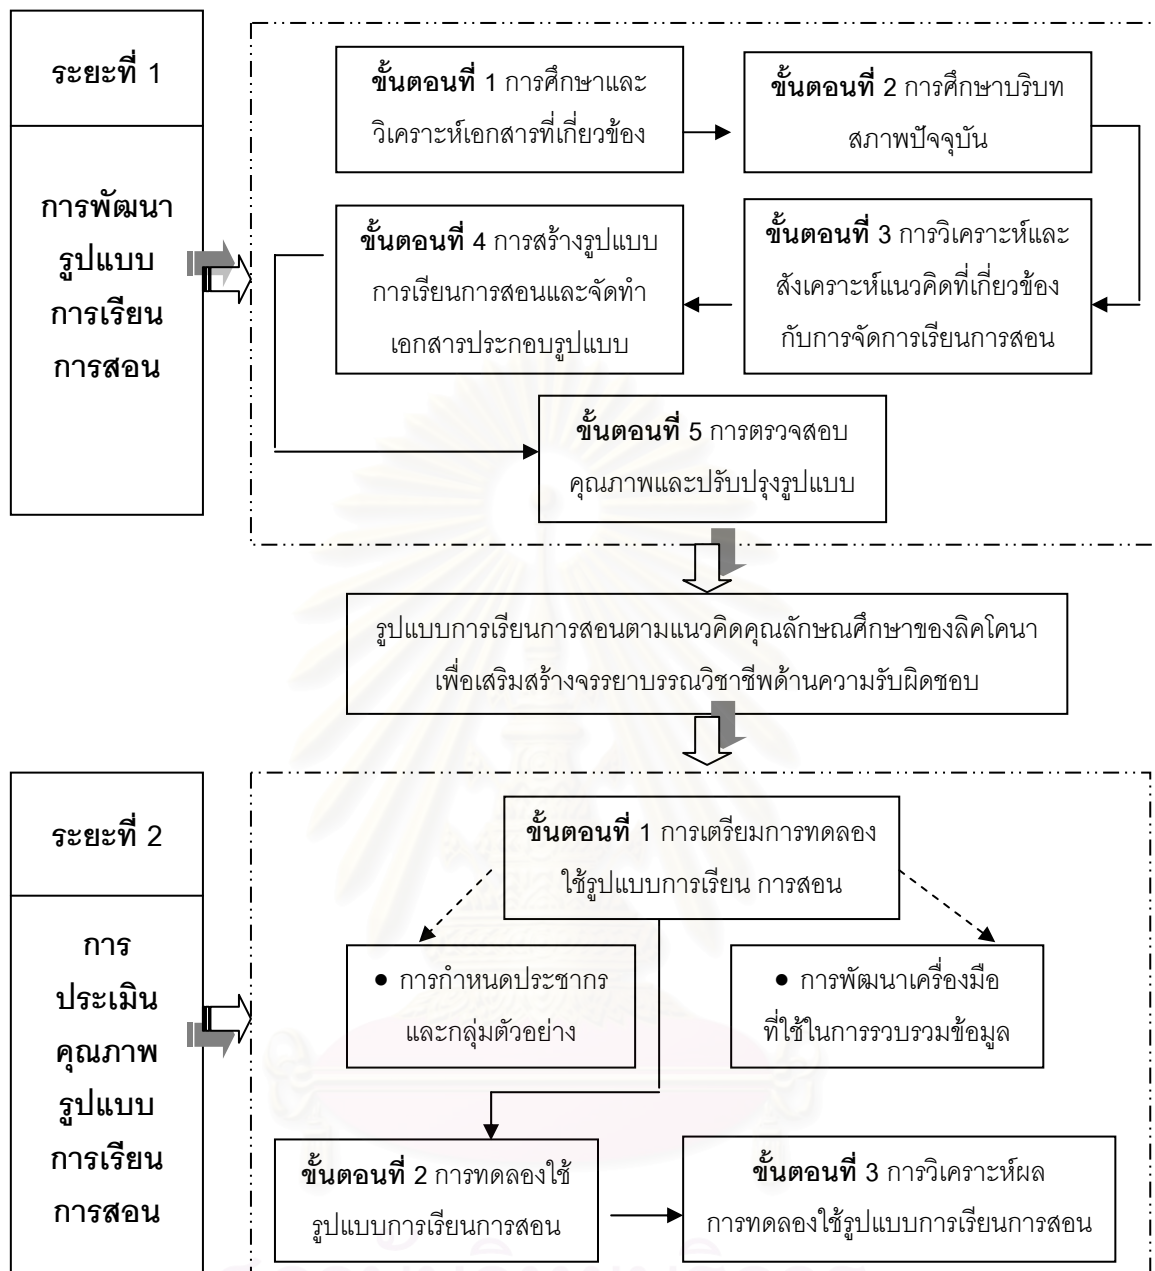 ระยะที่ 1
การพัฒนา
รูปแบบ
การเรียน
การสอน
ขั้นตอนที่ 1 การศึกษาและ
วิเคราะห์เอกสารที่เกี่ยวข้อง
ขั้นตอนที่ 2 การศึกษาบริบท
สภาพปัจจุบัน
ขั้นตอนที่ 3 การวิเคราะห์และ
สังเคราะห์แนวคิดที่เกี่ยวข้อง
กับการจัดการเรียนการสอน
ขั้นตอนที่ 4 การสร้างรูปแบบ
การเรียนการสอนและจัดทำ
เอกสารประกอบรูปแบบ
ขั้นตอนที่ 5 การตรวจสอบ
คุณภาพและปรับปรุงรูปแบบ
รูปแบบการเรียนการสอนตามแนวคิดคุณลักษณศึกษาของลิคโคนา
เพื่อเสริมสร้างจรรยาบรรณวิชาชีพด้านความรับผิดชอบ
ระยะที่ 2
การ
ประเมิน
คุณภาพ
รูปแบบ
การเรียน
การสอน
ขั้นตอนที่ 1 การเตรียมการทดลอง
ใช้รูปแบบการเรียน การสอน
● การกำหนดประชากร
และกลุ่มตัวอย่าง
● การพัฒนาเครื่องมือ
ที่ใช้ในการรวบรวมข้อมูล
ขั้นตอนที่ 2 การทดลองใช้
รูปแบบการเรียนการสอน
ขั้นตอนที่ 3 การวิเคราะห์ผล
การทดลองใช้รูปแบบการเรียนการสอน